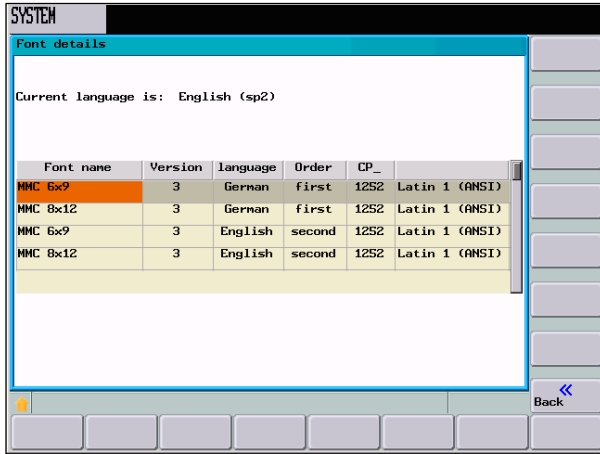 SYSTEM
Font details
Current language is: English (sp2)
Font name Version language Order CP_
MMC 6x9 3 German first 1252 Latin 1 (ANSI)
MMC 8x12 3 German first 1252 Latin 1 (ANSI)
MMC 6x9 3 English second 1252 Latin 1 (ANSI)
MMC 8x12 3 English second 1252 Latin 1 (ANSI)
«
Back